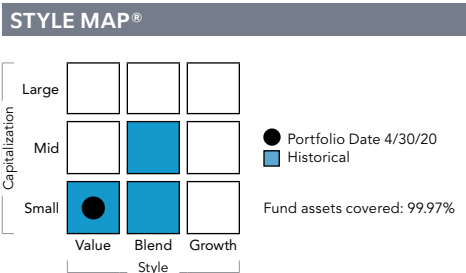 STYLE MAP®
Large
Mid
Small
Capitalization
Value Blend Growth
Style
Portfolio Date 4/30/20
Historical
Fund assets covered: 99.97%